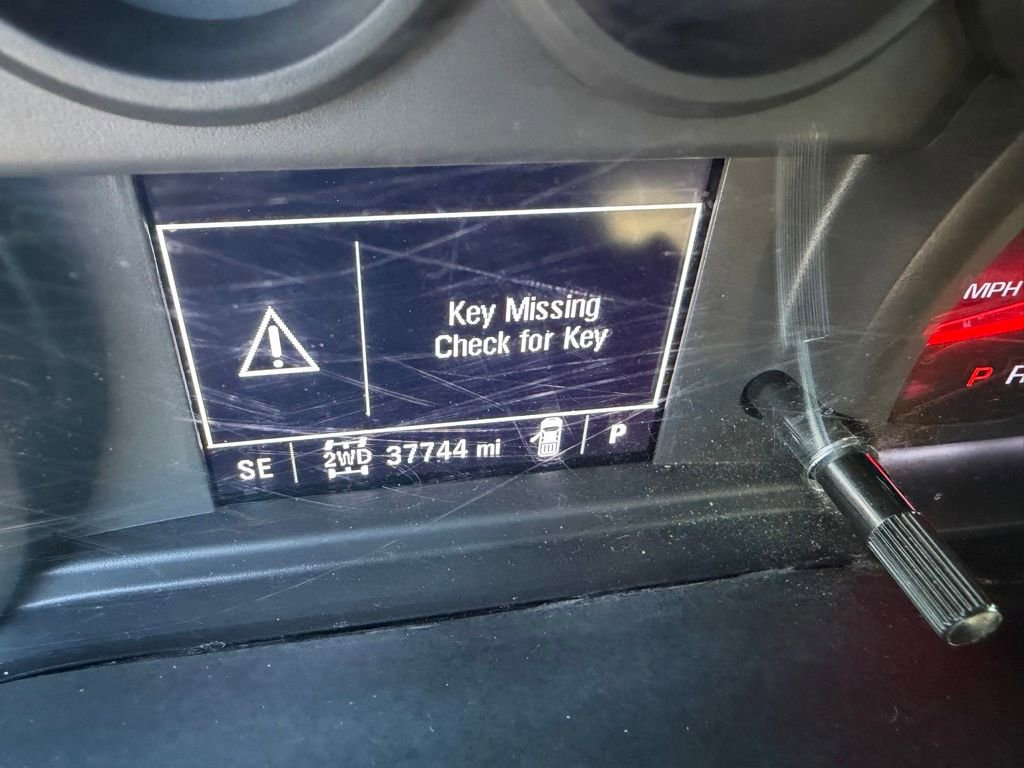 Key Missing
Check for Key
SE
2WD
37744 mi
P
MPH
P